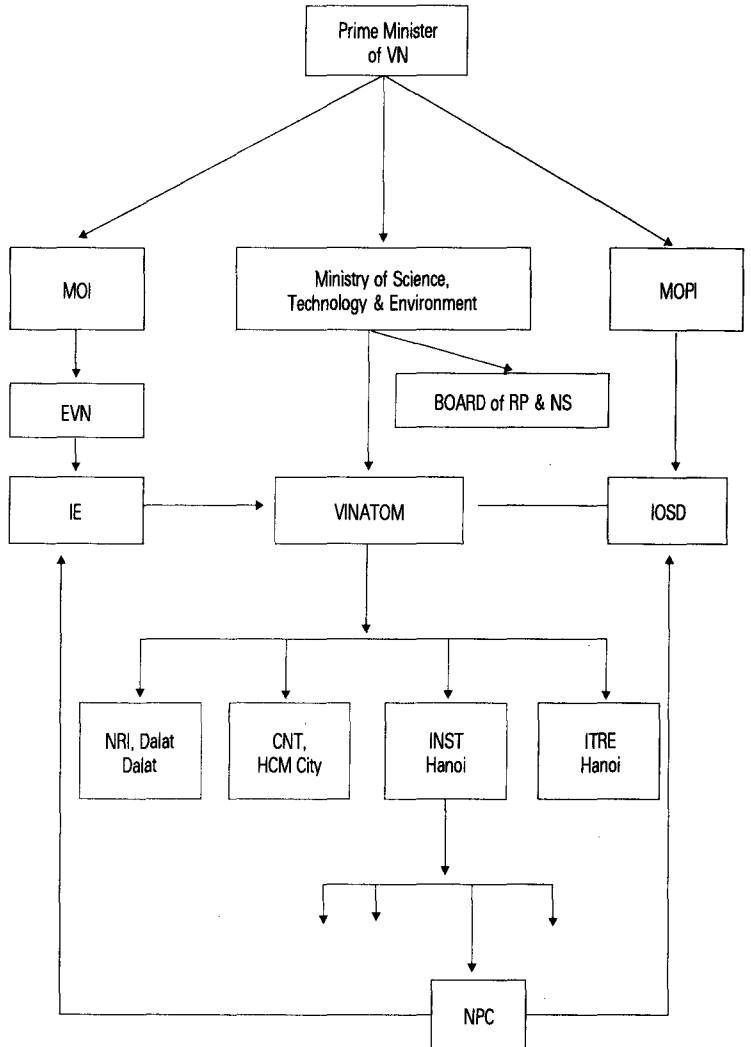 Prime Minister
of VN
MOI
Ministry of Science,
Technology & Environment
MOPI
EVN
BOARD of RP & NS
IE
VINATOM
IOSD
NRI, Dalat
Dalat
CNT,
HCM City
INST
Hanoi
ITRE
Hanoi
NPC